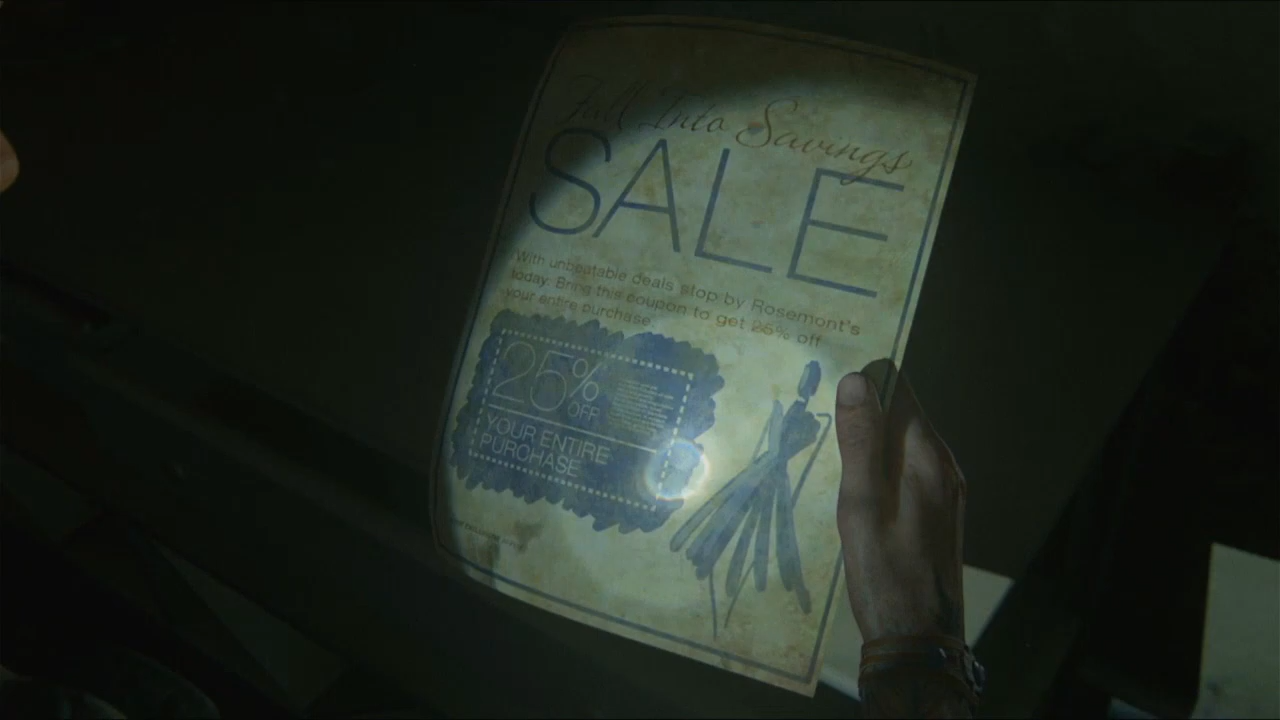 Fall Into Savings
SALE
With unbeatable deals stop by Rosemont's
today. Bring this coupon to get 25% off
your entire purchase.
25%
OFF
YOUR ENTIRE
PURCHASE